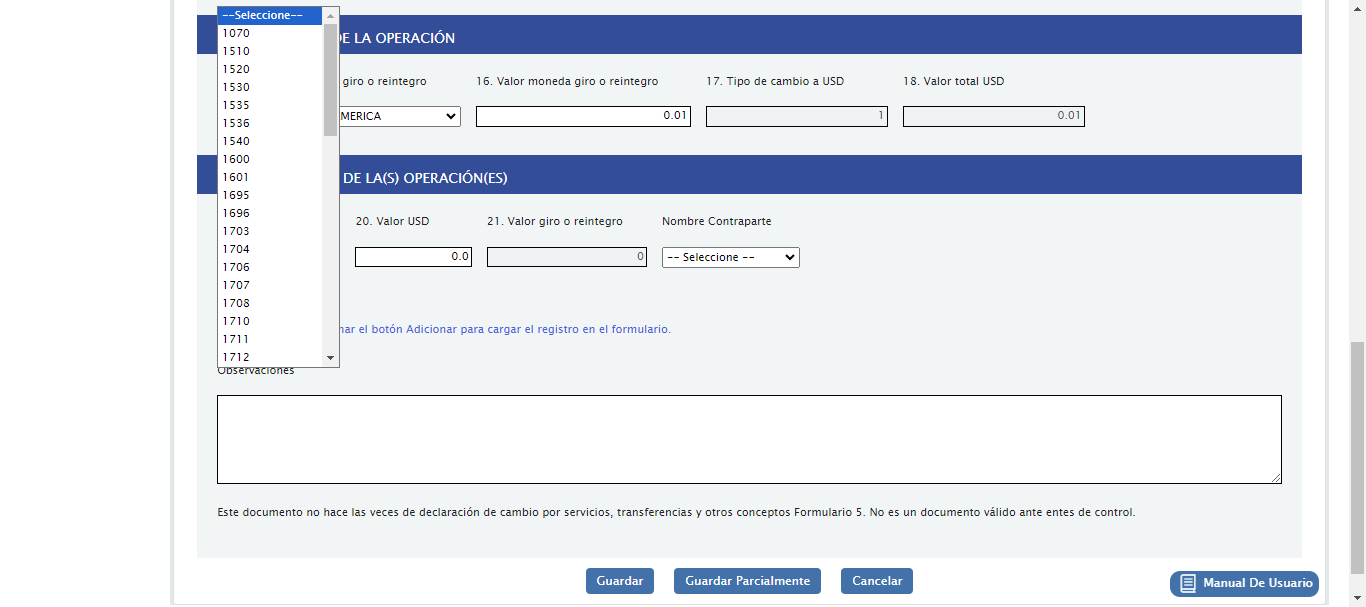 --Seleccione--
1070
1510
1520
1530
1535
1536
1540
1600
1601
1695
1696
1703
1704
1706
1707
1708
1710
1711
1712
DE LA OPERACIÓN
giro o reintegro
16. Valor moneda giro o reintegro
17. Tipo de cambio a USD
18. Valor total USD
MERICA
0.01
1
0.01
DE LA(S) OPERACIÓN(ES)
20. Valor USD
21. Valor giro o reintegro
Nombre Contraparte
0.0
0
-- Seleccione --
nar el botón Adicionar para cargar el registro en el formulario.
Observaciones
Este documento no hace las veces de declaración de cambio por servicios, transferencias y otros conceptos Formulario 5. No es un documento válido ante entes de control.
Guardar
Guardar Parcialmente
Cancelar
Manual De Usuario